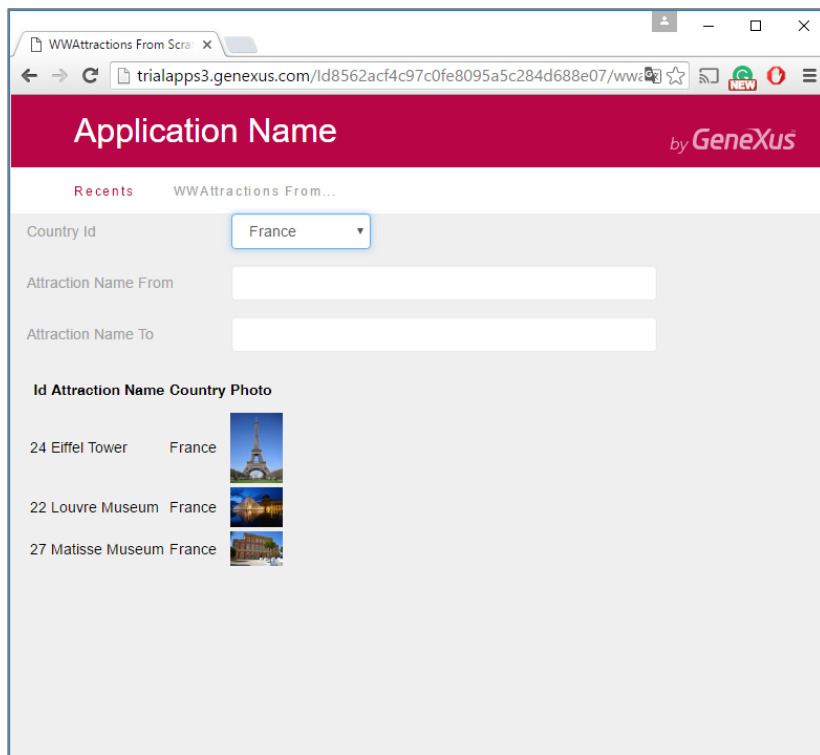 WWAttractions From Scra
trialapps3.genexus.com/Id8562acf4c97c0fe8095a5c284d688e07/wwa
NEW
Application Name
by GeneXus
Recents WWAttractions From...
Country Id France
Attraction Name From
Attraction Name To
Id Attraction Name Country Photo
24 Eiffel Tower France
22 Louvre Museum France
27 Matisse Museum France